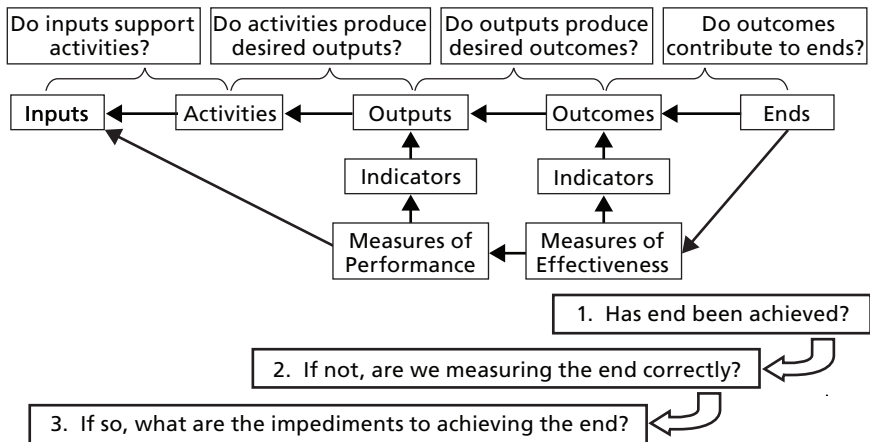 Do inputs support
activities?
Do activities produce
desired outputs?
Do outputs produce
desired outcomes?
Do outcomes
contribute to ends?
Inputs
Activities
Outputs
Outcomes
Ends
Indicators
Indicators
Measures of
Performance
Measures of
Effectiveness
1. Has end been achieved?
2. If not, are we measuring the end correctly?
3. If so, what are the impediments to achieving the end?